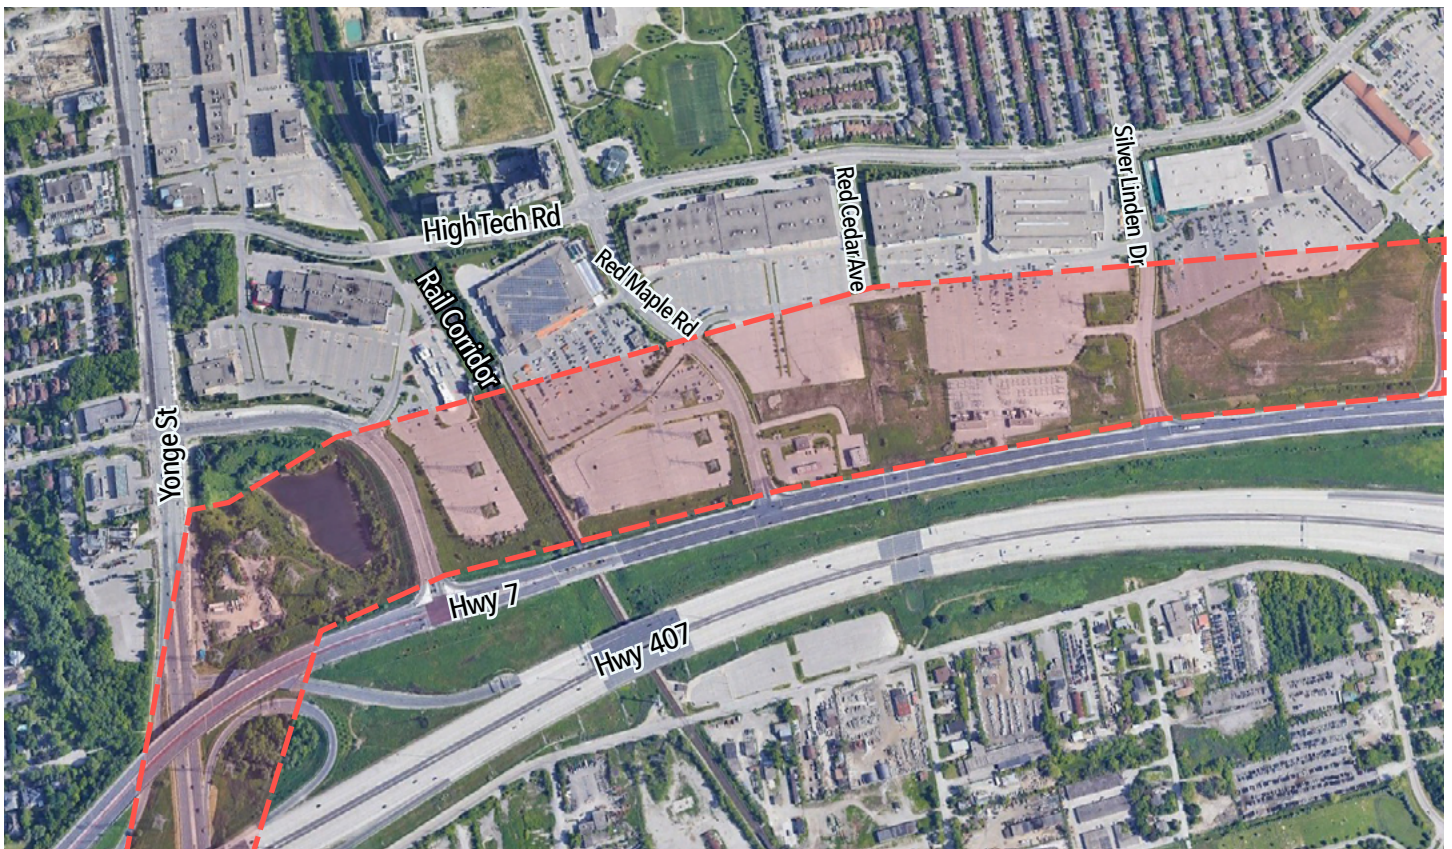 Silver Linden Dr
Red Cedar Ave
High Tech Rd
Red Maple Rd
Rail Corridor
Yonge St
Hwy 7
Hwy 407